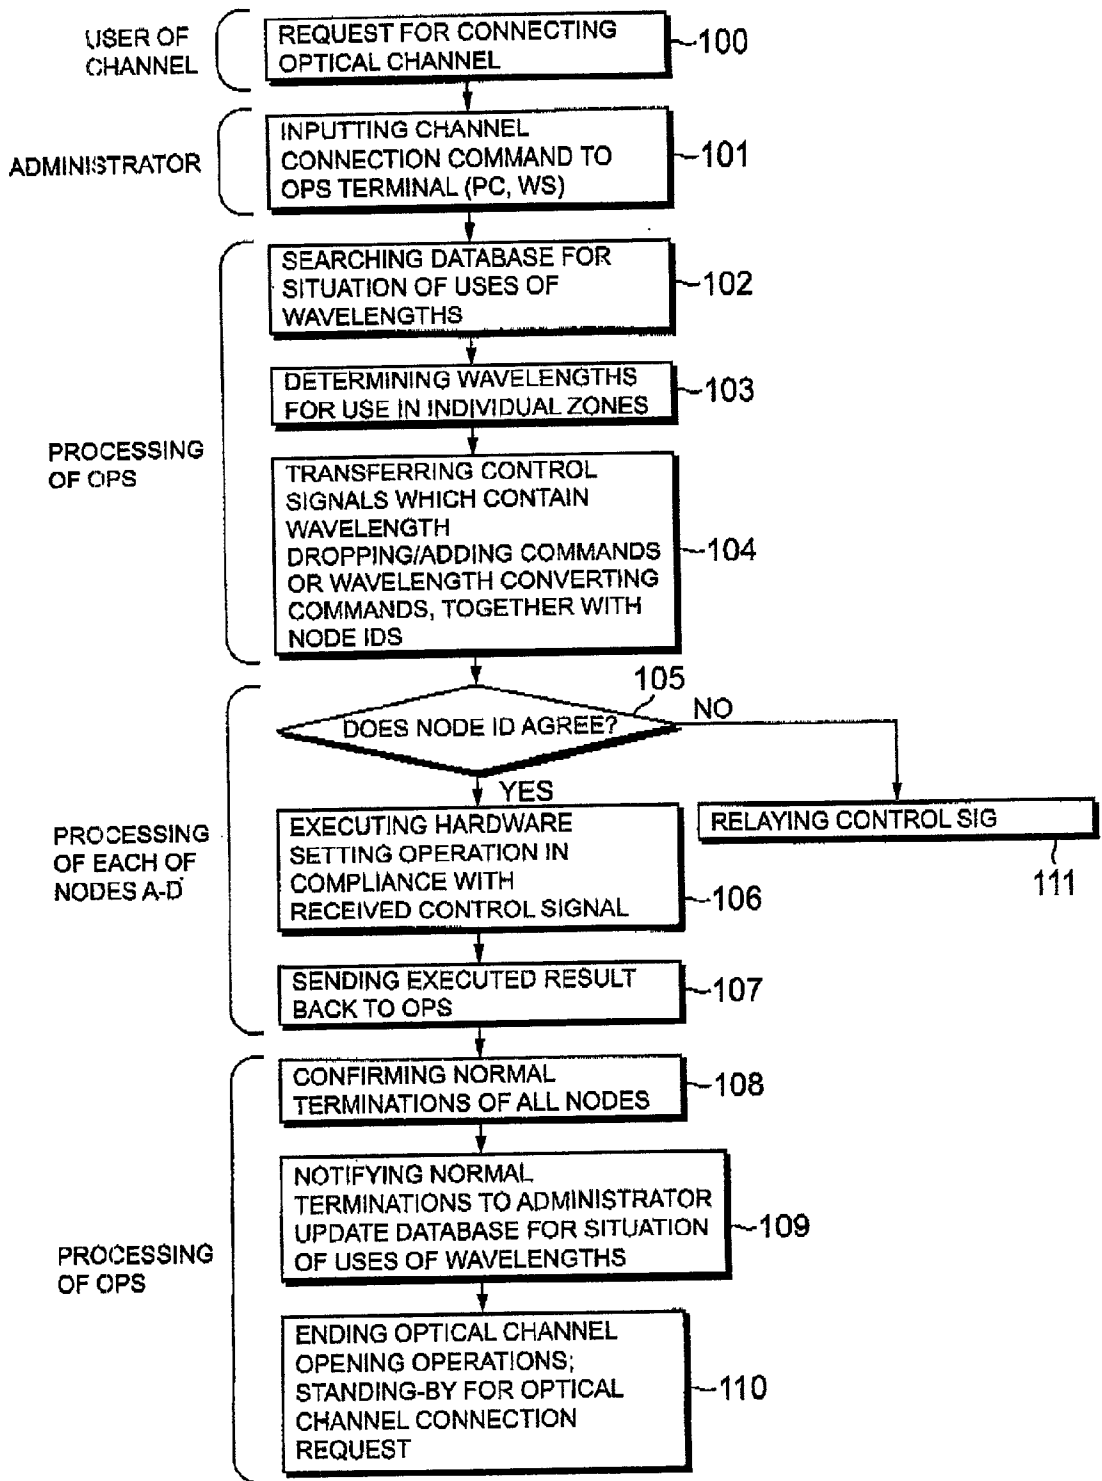 USER OF
CHANNEL
REQUEST FOR CONNECTING
OPTICAL CHANNEL
100
ADMINISTRATOR
INPUTTING CHANNEL
CONNECTION COMMAND TO
OPS TERMINAL (PC, WS)
101
SEARCHING DATABASE FOR
SITUATION OF USES OF
WAVELENGTHS
102
DETERMINING WAVELENGTHS
FOR USE IN INDIVIDUAL ZONES
103
PROCESSING
OF OPS
TRANSFERRING CONTROL
SIGNALS WHICH CONTAIN
WAVELENGTH
DROPPING/ADDING COMMANDS
OR WAVELENGTH CONVERTING
COMMANDS, TOGETHER WITH
NODE IDS
104
105
DOES NODE ID AGREE?
NO
YES
PROCESSING
OF EACH OF
NODES A-D
EXECUTING HARDWARE
SETTING OPERATION IN
COMPLIANCE WITH
RECEIVED CONTROL SIGNAL
106
RELAYING CONTROL SIG
111
SENDING EXECUTED RESULT
BACK TO OPS
107
CONFIRMING NORMAL
TERMINATIONS OF ALL NODES
108
NOTIFYING NORMAL
TERMINATIONS TO ADMINISTRATOR
UPDATE DATABASE FOR SITUATION
OF USES OF WAVELENGTHS
109
PROCESSING
OF OPS
ENDING OPTICAL CHANNEL
OPENING OPERATIONS;
STANDING-BY FOR OPTICAL
CHANNEL CONNECTION
REQUEST
110